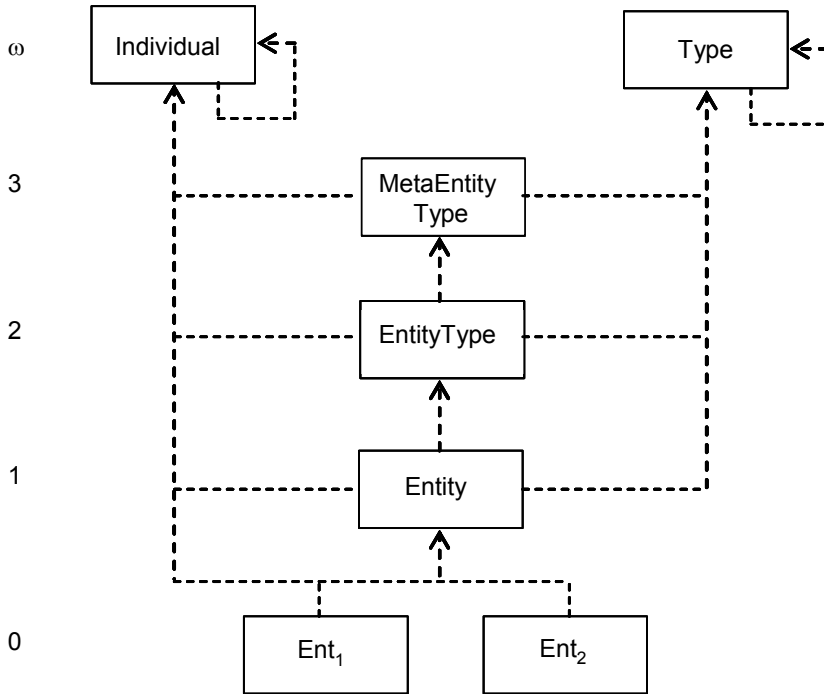 ω
Individual
Type
3
MetaEntity
Type
2
EntityType
1
Entity
0
Ent₁
Ent₂